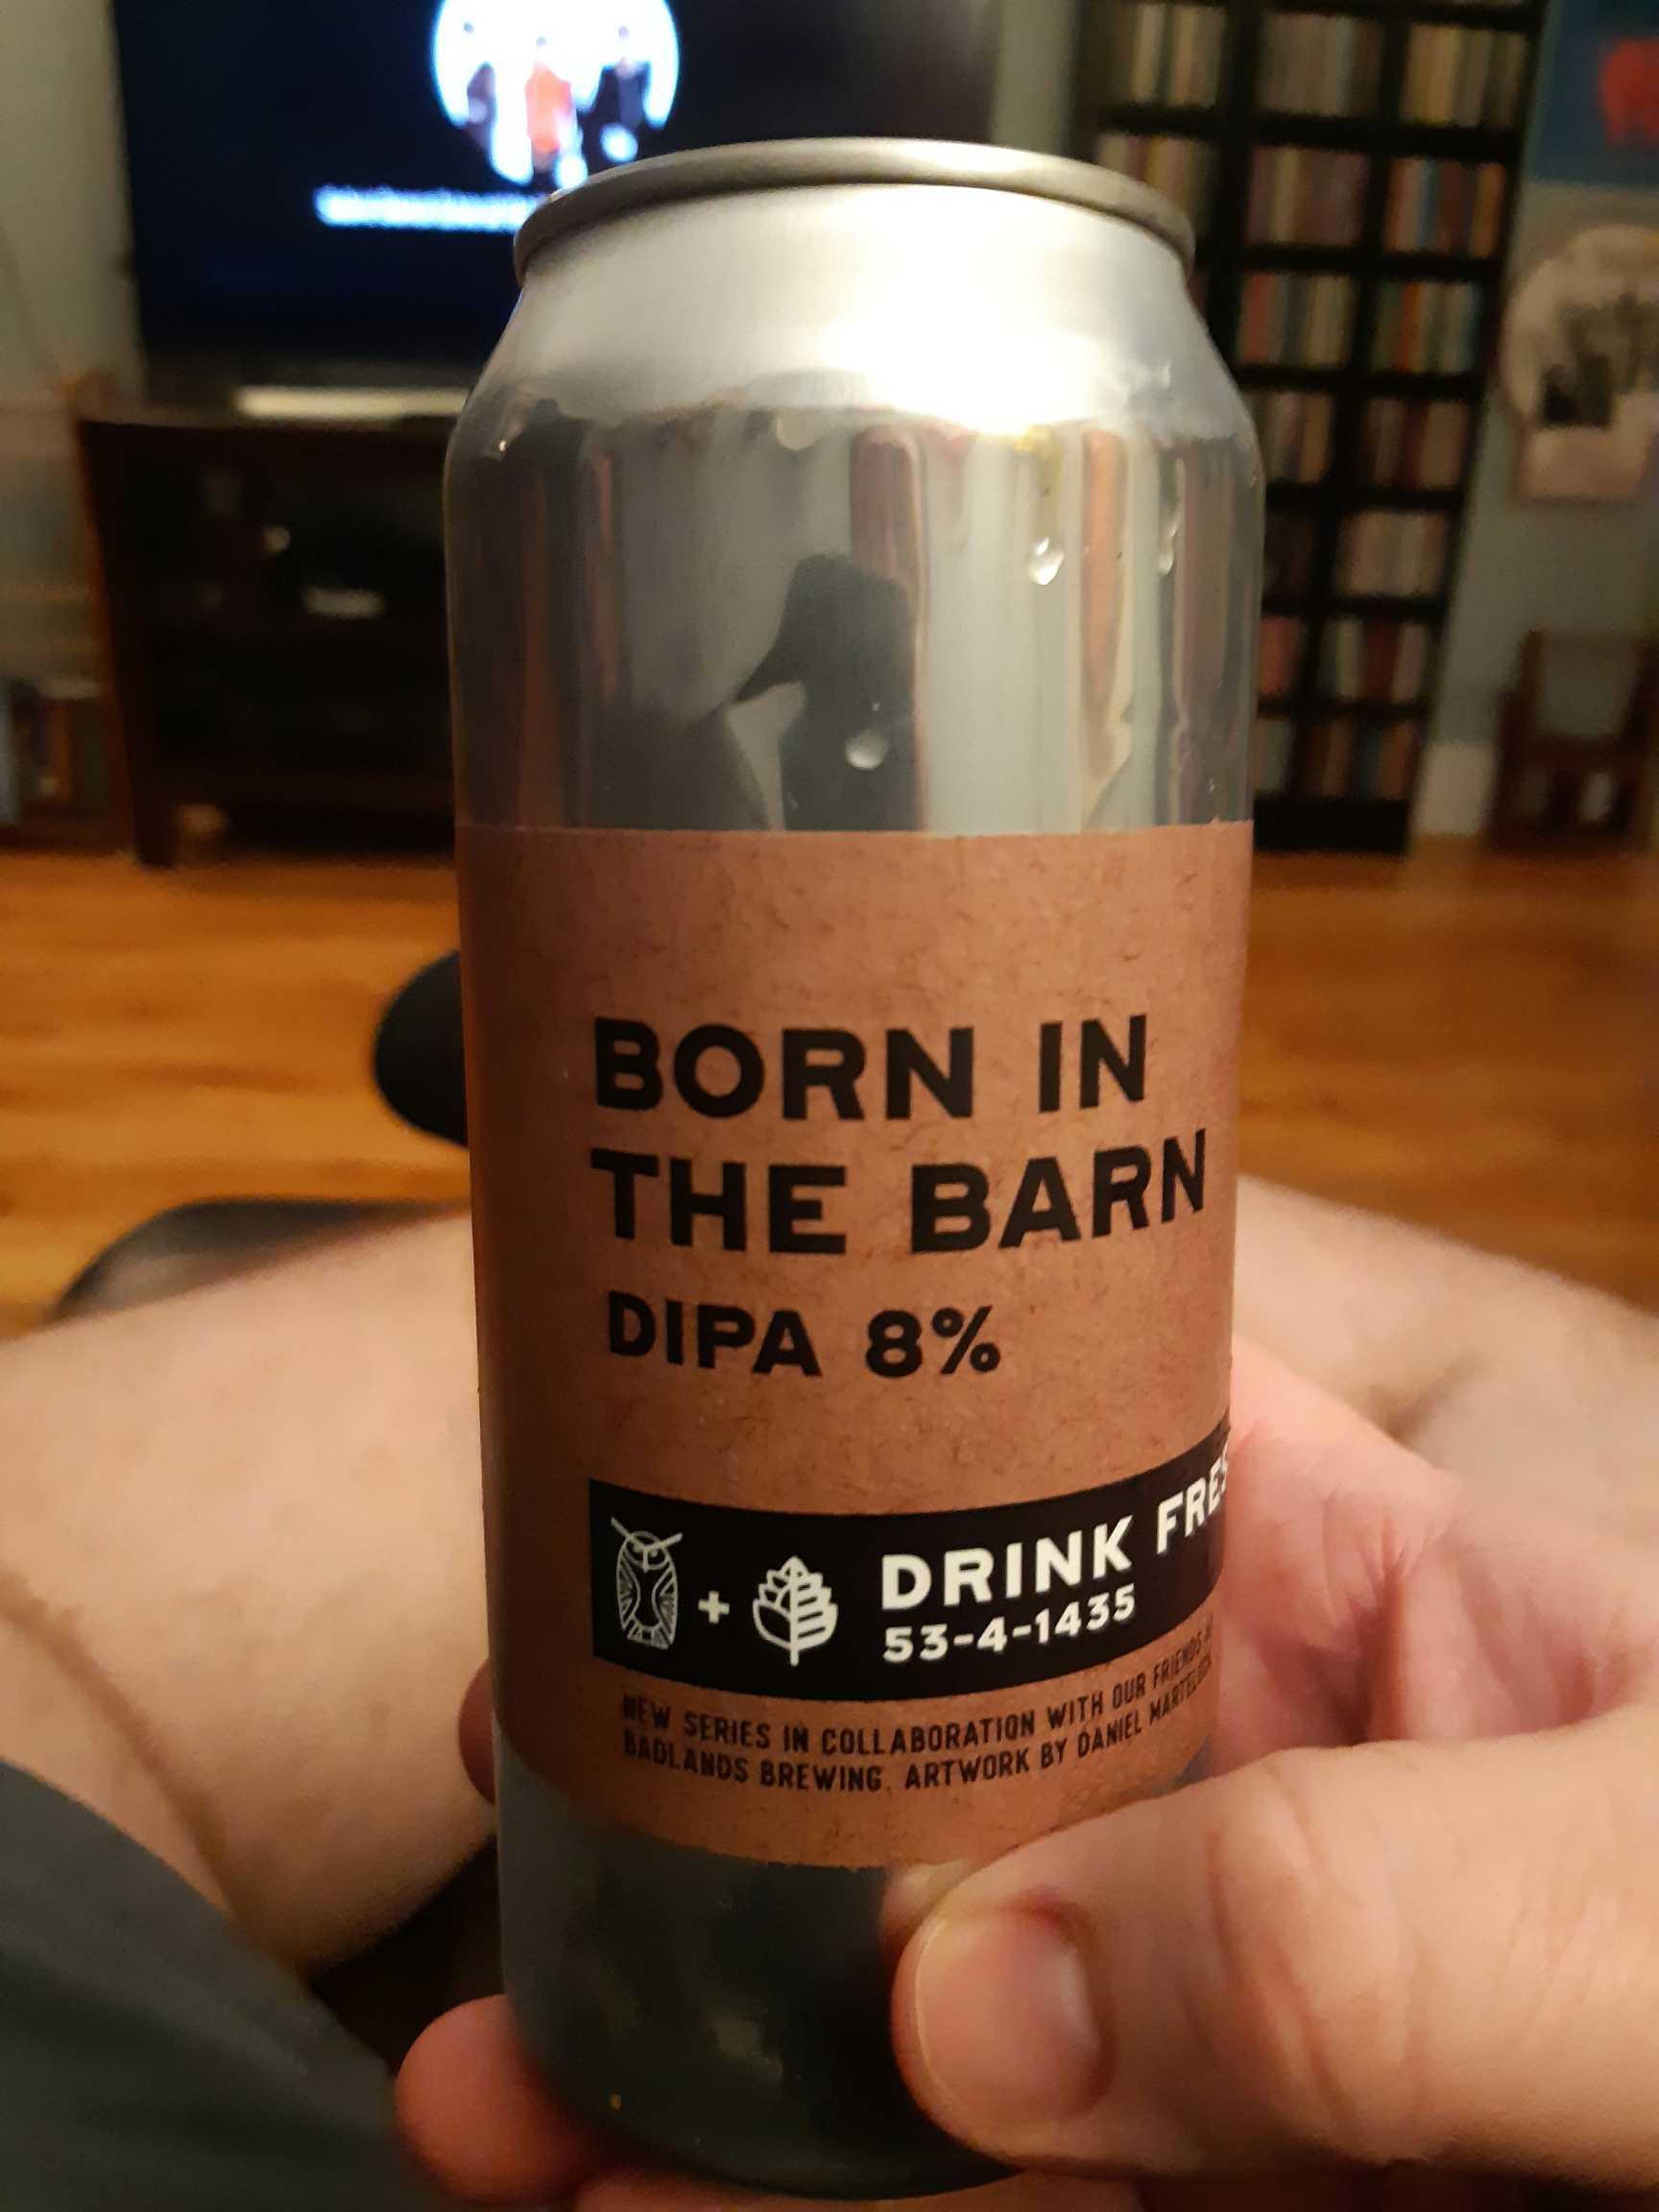 BORN IN
THE BARN
DIPA 8%
+ DRINK FRES
53-4-1435
NEW SERIES IN COLLABORATION WITH OUR FRIENDS
BADLANDS BREWING. ARTWORK BY DANIEL